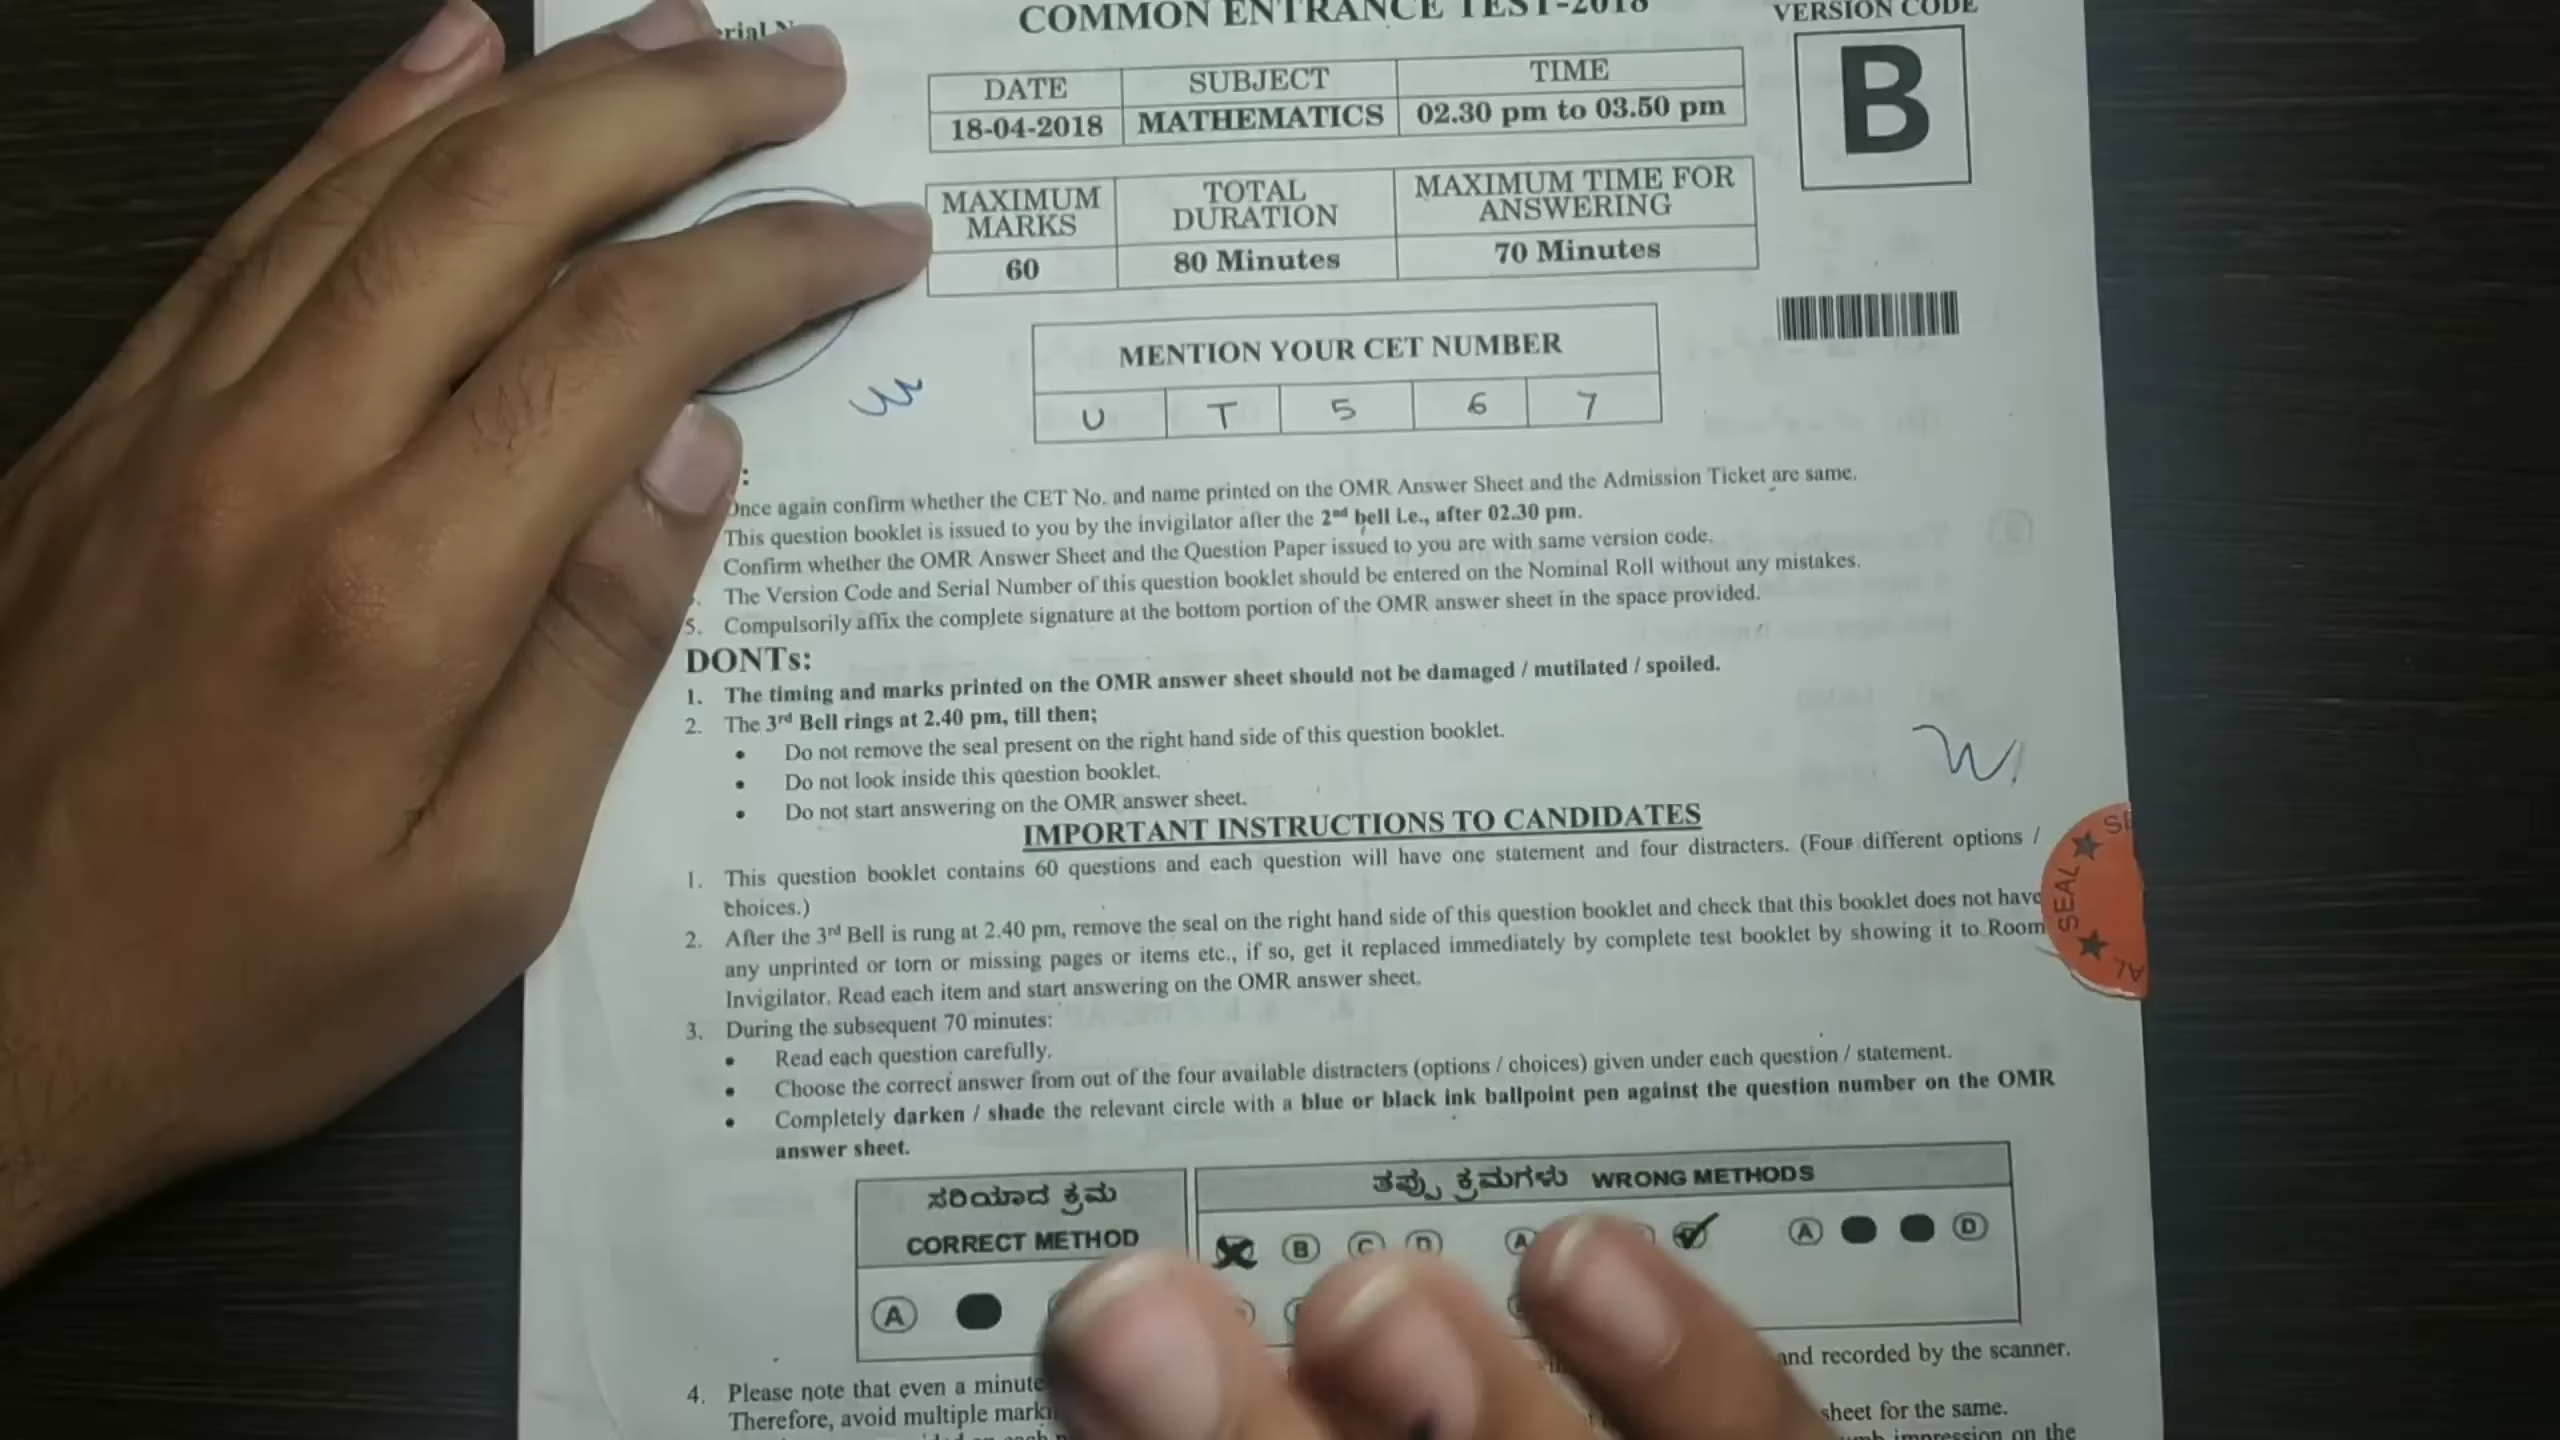 COMMON ENTRANCE TEST-2018
VERSION CODE
B
DATE SUBJECT TIME
18-04-2018 MATHEMATICS 02.30 pm to 03.50 pm
MAXIMUM MARKS TOTAL DURATION MAXIMUM TIME FOR ANSWERING
60 80 Minutes 70 Minutes
MENTION YOUR CET NUMBER
U T 5 6 7
:
Once again confirm whether the CET No. and name printed on the OMR Answer Sheet and the Admission Ticket are same.
This question booklet is issued to you by the invigilator after the 2nd bell i.e., after 02.30 pm.
Confirm whether the OMR Answer Sheet and the Question Paper issued to you are with same version code.
The Version Code and Serial Number of this question booklet should be entered on the Nominal Roll without any mistakes.
5. Compulsorily affix the complete signature at the bottom portion of the OMR answer sheet in the space provided.
DONTs:
1. The timing and marks printed on the OMR answer sheet should not be damaged / mutilated / spoiled.
2. The 3rd Bell rings at 2.40 pm, till then;
• Do not remove the seal present on the right hand side of this question booklet.
• Do not look inside this question booklet.
• Do not start answering on the OMR answer sheet.
IMPORTANT INSTRUCTIONS TO CANDIDATES
1. This question booklet contains 60 questions and each question will have one statement and four distracters. (Four different options /
choices.)
2. After the 3rd Bell is rung at 2.40 pm, remove the seal on the right hand side of this question booklet and check that this booklet does not have
any unprinted or torn or missing pages or items etc., if so, get it replaced immediately by complete test booklet by showing it to Room
Invigilator. Read each item and start answering on the OMR answer sheet.
SEAL
3. During the subsequent 70 minutes:
• Read each question carefully.
• Choose the correct answer from out of the four available distracters (options / choices) given under each question / statement.
• Completely darken / shade the relevant circle with a blue or black ink ballpoint pen against the question number on the OMR
answer sheet.
ಸರಿಯಾದ ಕ್ರಮ ತಪ್ಪು ಕ್ರಮಗಳು WRONG METHODS
CORRECT METHOD
B C D A A D
A
4. Please note that even a minute and recorded by the scanner.
Therefore, avoid multiple sheet for the same.
impression on the